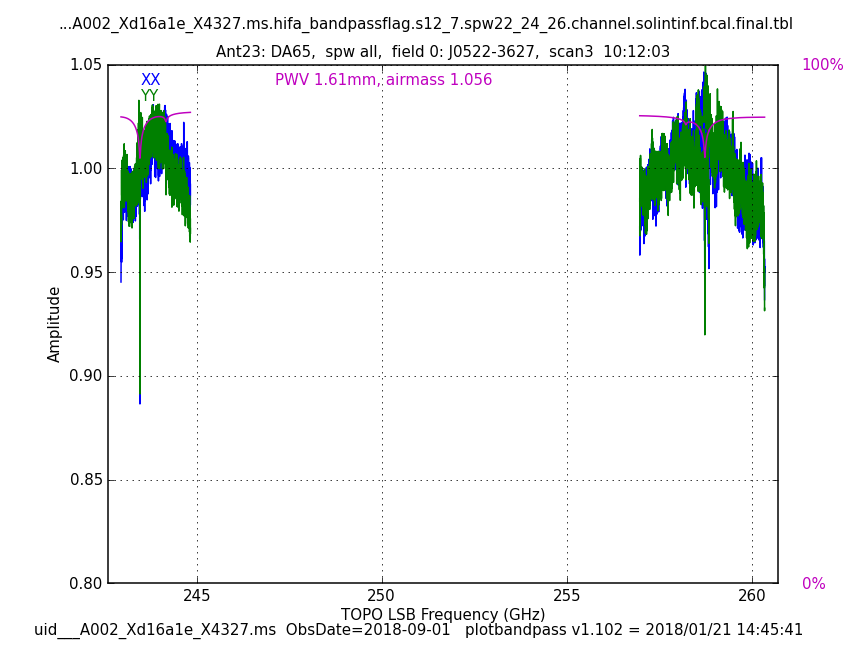 ...A002_Xd16a1e_X4327.ms.hifa_bandpassflag.s12_7.spw22_24_26.channel.solintinf.bcal.final.tbl
Ant23: DA65,  spw all,  field 0: J0522-3627,  scan3  10:12:03
1.05
100%
XX
PWV 1.61mm, airmass 1.056
YY
1.00
0.95
Amplitude
0.90
0.85
0.80
0%
245
250
255
260
TOPO LSB Frequency (GHz)
uid___A002_Xd16a1e_X4327.ms  ObsDate=2018-09-01   plotbandpass v1.102 = 2018/01/21 14:45:41